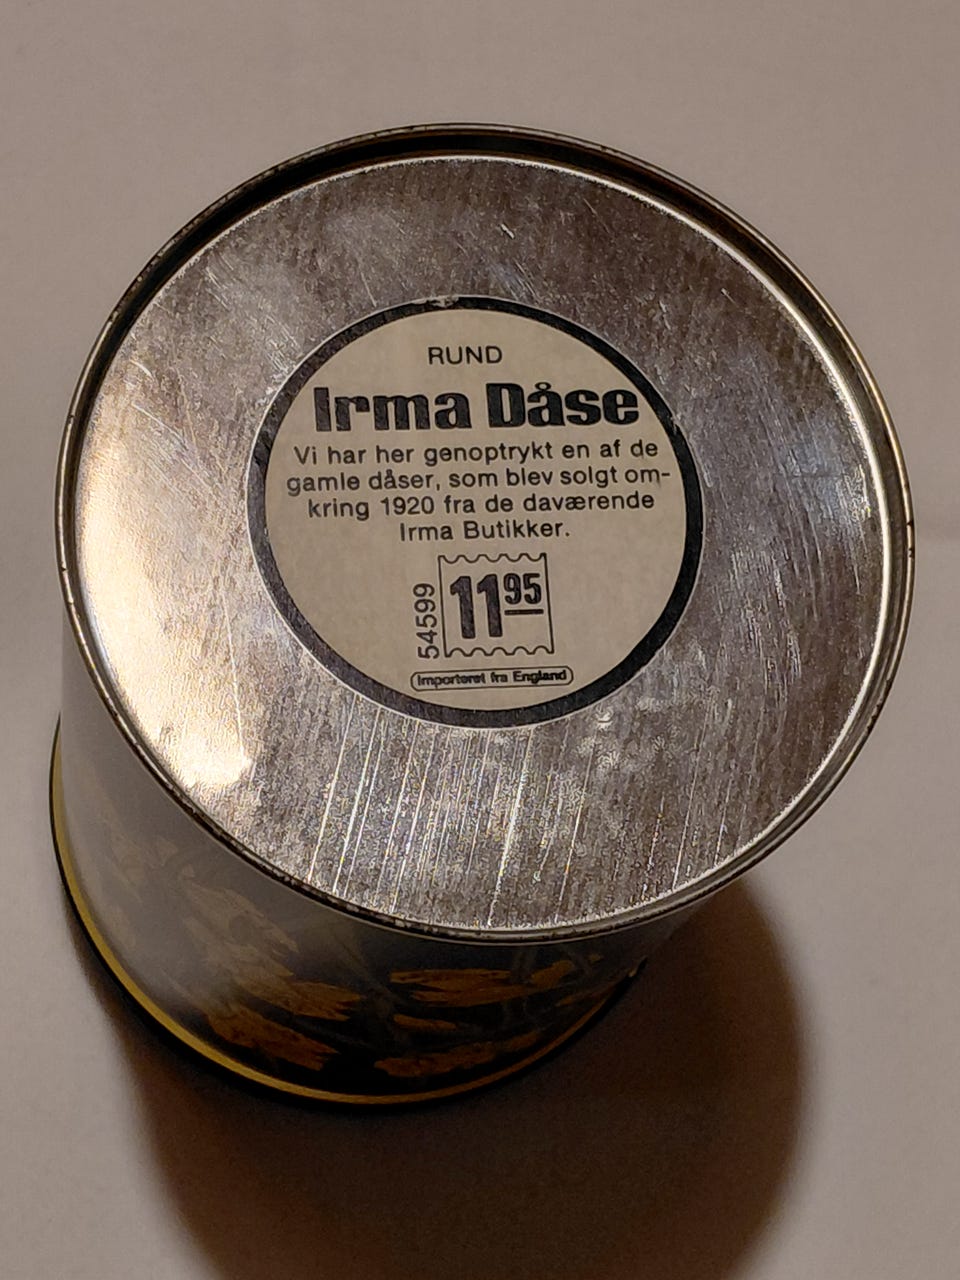 RUND
Irma Dåse
Vi har her genoptrykt en af de
gamle dåser, som blev solgt om-
kring 1920 fra de daværende
Irma Butikker.
54599
11 95
Importeret fra England